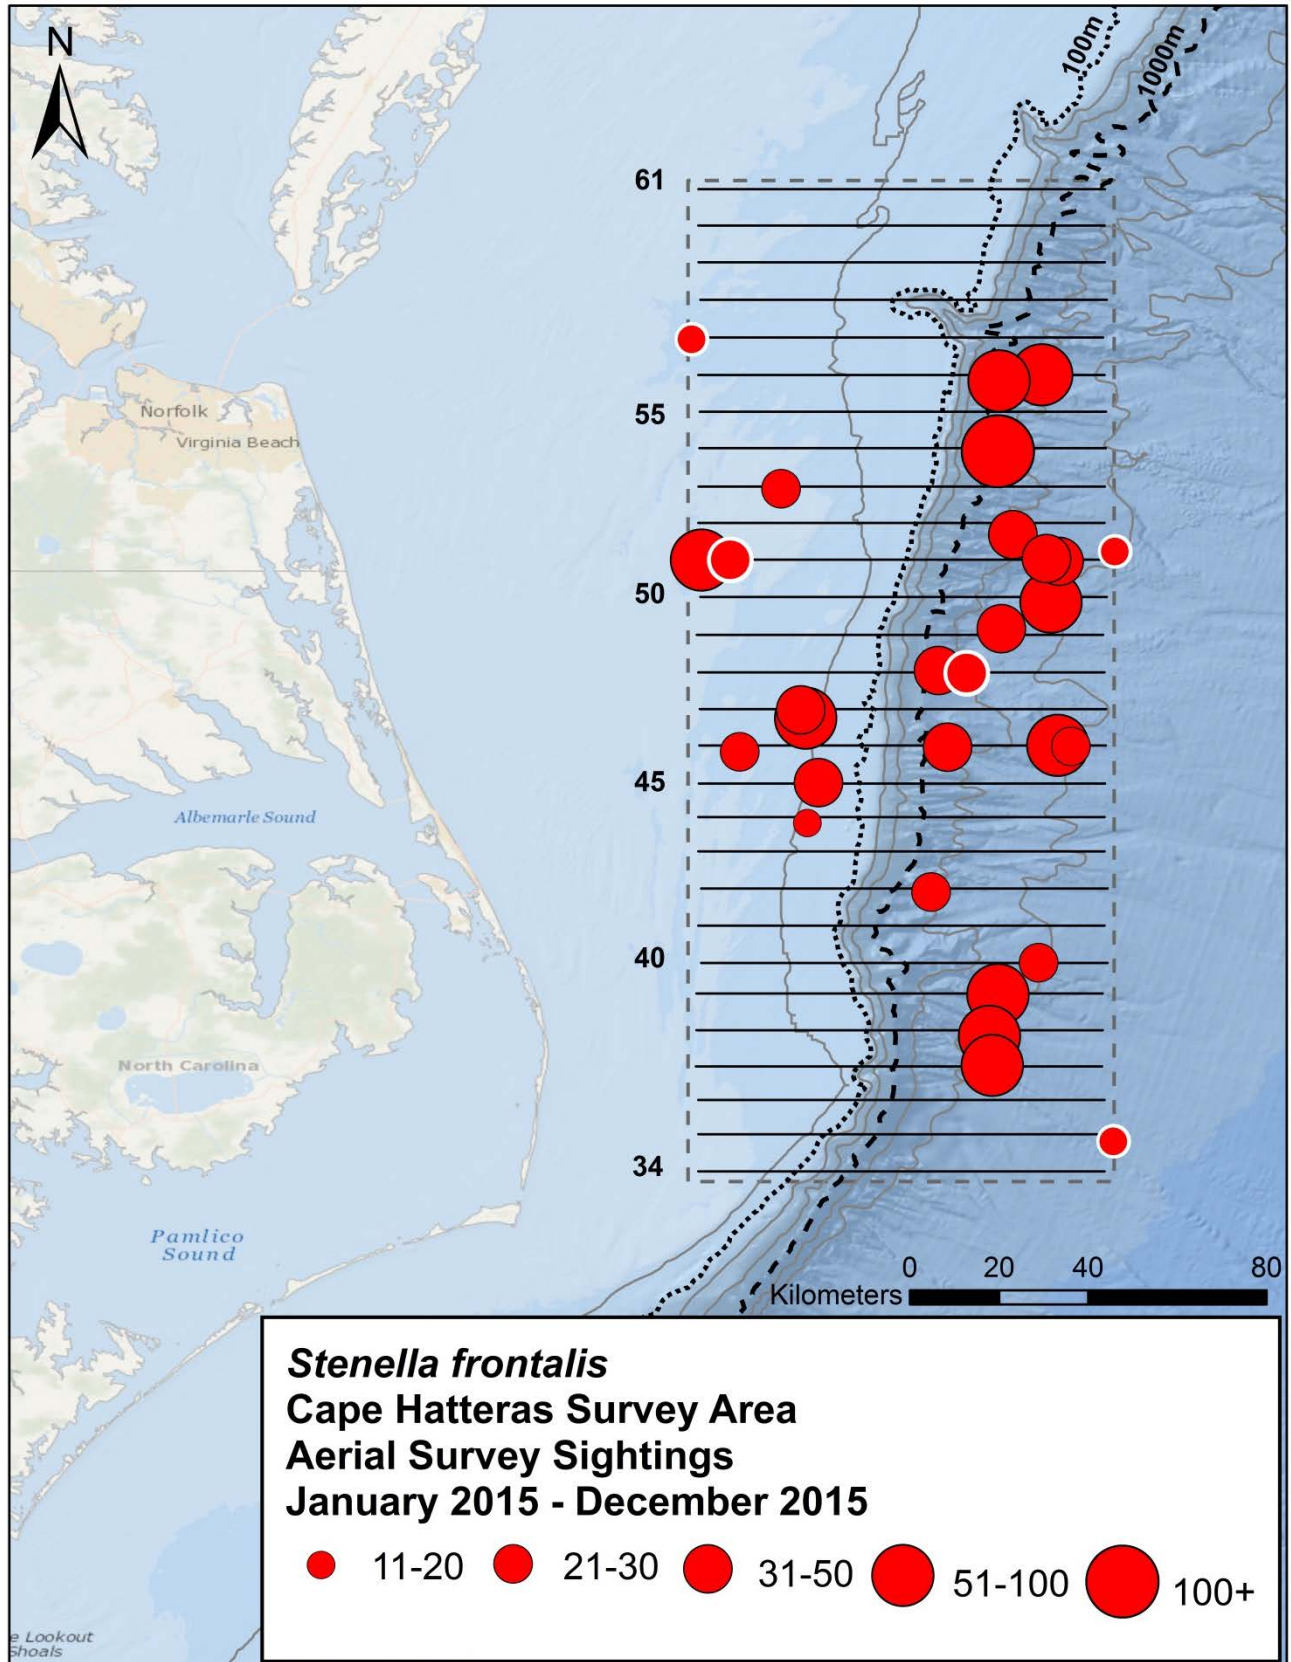 N
100m
1000m
61
Norfolk
55
Virginia Beach
50
45
Albemarle Sound
40
North Carolina
34
Pamlico
Sound
0 20 40 80
Kilometers
Stenella frontalis
Cape Hatteras Survey Area
Aerial Survey Sightings
January 2015 - December 2015
11-20 21-30 31-50 51-100 100+
e Lookout
Shoals